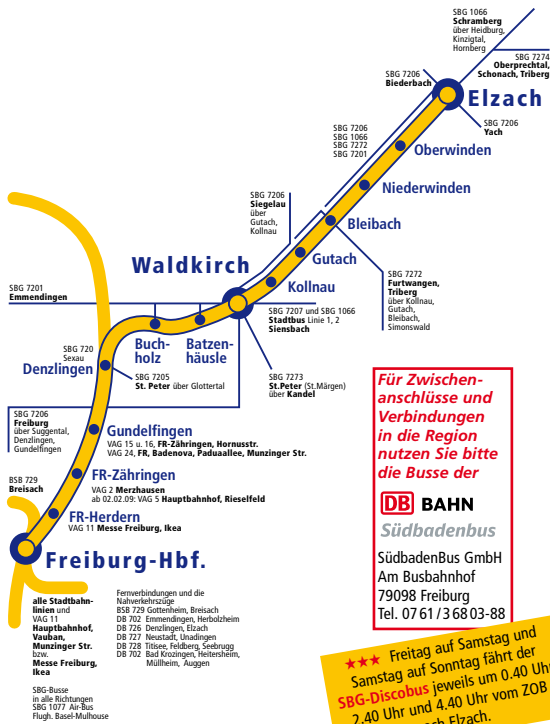 SBG 1066
Schramberg
über Heidburg,
Kinzigtal,
Hornberg
SBG 7274
Oberprechtal,
Schonach, Triberg
SBG 7206
Biederbach
Elzach
SBG 7206
Yach
SBG 7206
SBG 1066
SBG 7272
SBG 7201
Oberwinden
Niederwinden
SBG 7206
Siegelau
über
Gutach,
Kollnau
Bleibach
Gutach
Waldkirch
Kollnau
SBG 7272
Furtwangen,
Triberg
über Kollnau,
Gutach,
Bleibach,
Simonswald
SBG 7201
Emmendingen
SBG 7207 und SBG 1066
Stadtbus Linie 1, 2
Siensbach
Buch-
holz
Batzen-
häusle
SBG 720
Sexau
Denzlingen
SBG 7205
St. Peter über Glottertal
SBG 7273
St.Peter (St.Märgen)
über Kandel
SBG 7206
Freiburg
über Suggental,
Denzlingen,
Gundelfingen
Gundelfingen
VAG 15 u. 16, FR-Zähringen, Hornusstr.
VAG 24, FR, Badenova, Paduaallee, Munzinger Str.
FR-Zähringen
VAG 2 Merzhausen
ab 02.02.09: VAG 5 Hauptbahnhof, Rieselfeld
BSB 729
Breisach
FR-Herdern
VAG 11 Messe Freiburg, Ikea
Freiburg-Hbf.
alle Stadtbahn-
linien und
VAG 11
Hauptbahnhof,
Vauban,
Munzinger Str.
bzw.
Messe Freiburg,
Ikea
SBG-Busse
in alle Richtungen
SBG 1077 Air-Bus
Flugh. Basel-Mulhouse
Fernverbindungen und die
Nahverkehrszüge
BSB 729 Gottenheim, Breisach
DB 702 Emmendingen, Herbolzheim
DB 726 Denzlingen, Elzach
DB 727 Neustadt, Unadingen
DB 728 Titisee, Feldberg, Seebrugg
DB 702 Bad Krozingen, Heitersheim,
Müllheim, Auggen
Für Zwischen-
anschlüsse und
Verbindungen
in die Region
nutzen Sie bitte
die Busse der
DB BAHN
Südbadenbus
SüdbadenBus GmbH
Am Busbahnhof
79098 Freiburg
Tel. 07 61/3 68 03-88
★★★ Freitag auf Samstag und
Samstag auf Sonntag fährt der
SBG-Discobus jeweils um 0.40 Uhr
2.40 Uhr und 4.40 Uhr vom ZOB
nach Elzach.